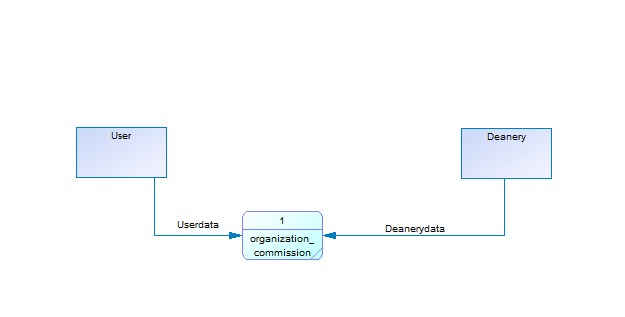 User
Deanery
1
Userdata
Deanerydata
organization_
commission